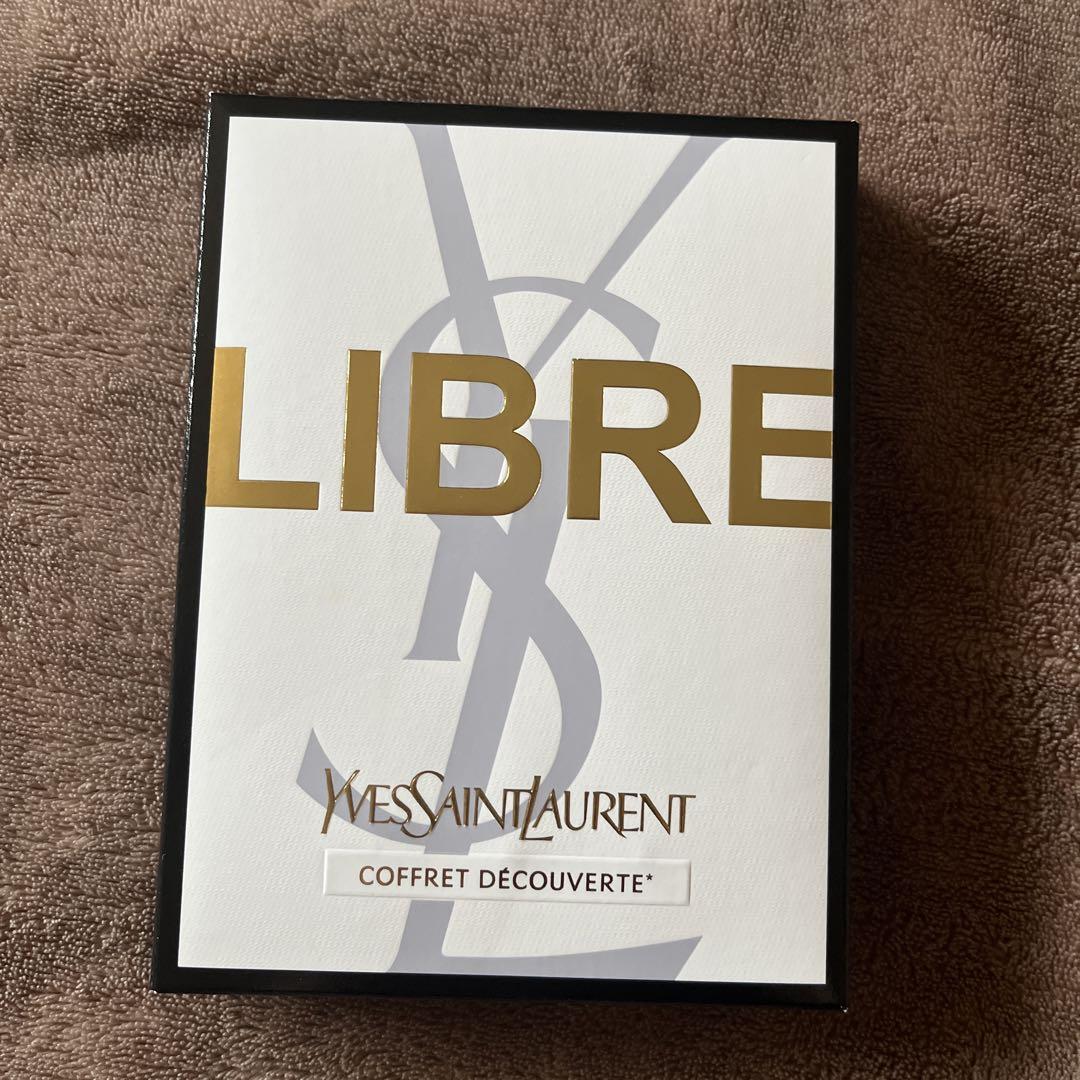 YSL
LIBRE
YVESSAINTLAURENT
COFFRET DÉCOUVERTE*